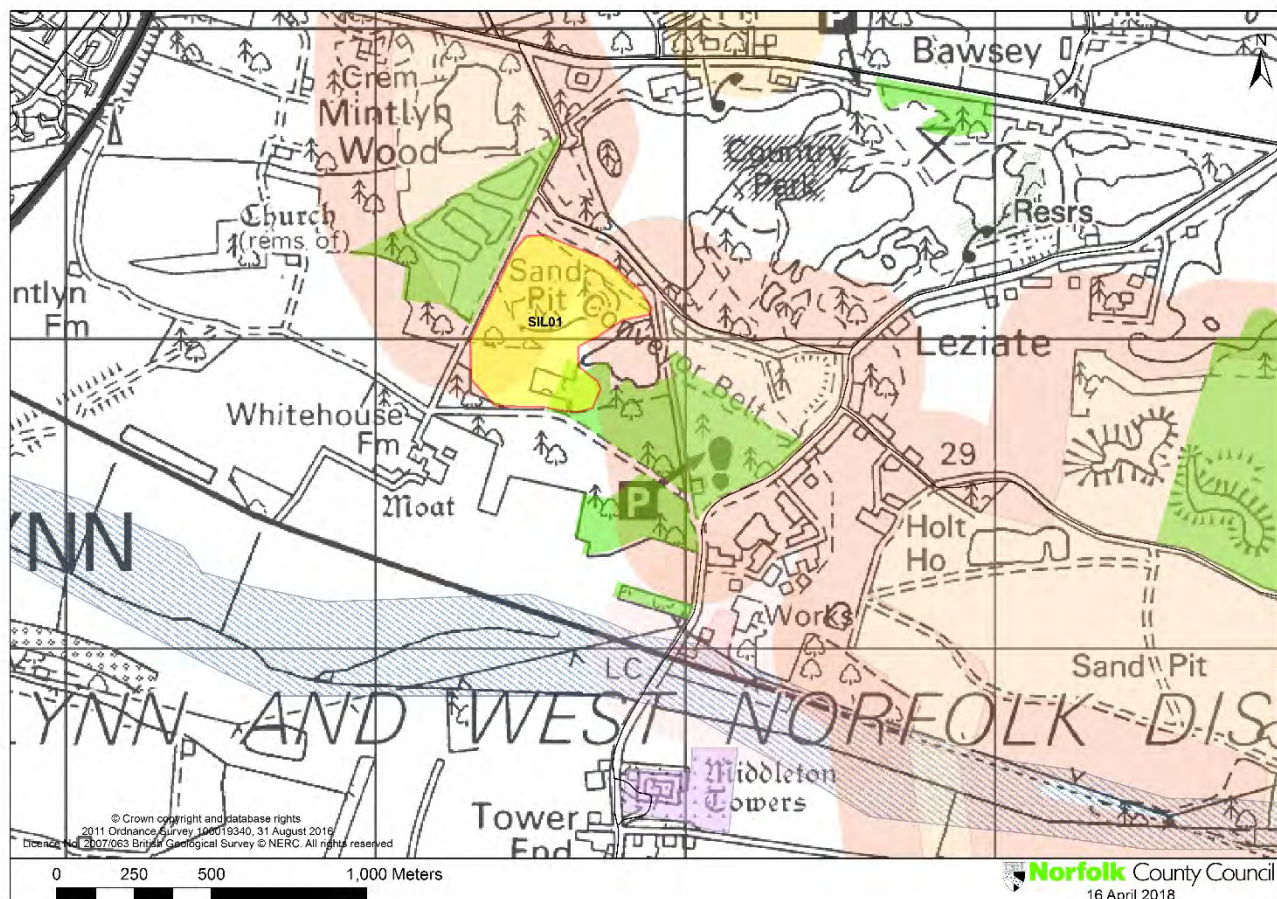 P
Bawsey
N
Crem
Mintlyn
Wood
Country
Park
Church
(rems of)
Resrs
Sand
Pit
SIL01
Conveyor Belt
ntlyn
Fm
Leziate
Whitehouse
Fm
Moat
29
P
Holt
Ho
YNN
Works
LC
Sand Pit
LYNN AND WEST NORFOLK DIS
Middleton
Towers
Tower
End
© Crown copyright and database rights
2011 Ordnance Survey 100019340, 31 August 2016
Licence No. 2007/063 British Geological Survey © NERC. All rights reserved
0 250 500 1,000 Meters
Norfolk County Council
16 April 2018